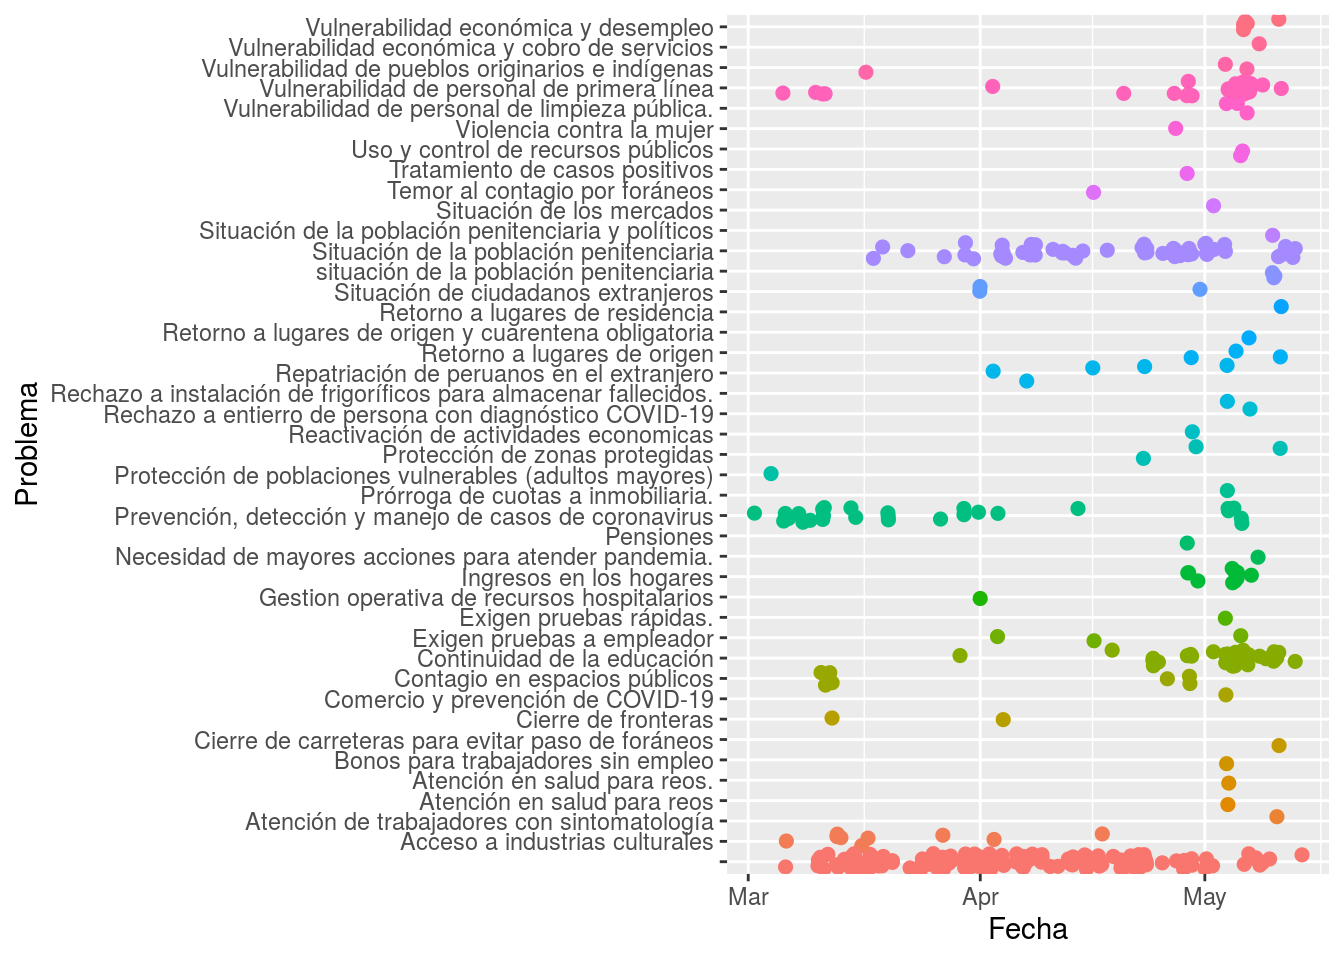 Vulnerabilidad económica y desempleo
Vulnerabilidad económica y cobro de servicios
Vulnerabilidad de pueblos originarios e indígenas
Vulnerabilidad de personal de primera línea
Vulnerabilidad de personal de limpieza pública.
Violencia contra la mujer
Uso y control de recursos públicos
Tratamiento de casos positivos
Temor al contagio por foráneos
Situación de los mercados
Situación de la población penitenciaria y políticos
Situación de la población penitenciaria
situación de la población penitenciaria
Situación de ciudadanos extranjeros
Retorno a lugares de residencia
Retorno a lugares de origen y cuarentena obligatoria
Retorno a lugares de origen
Repatriación de peruanos en el extranjero
Rechazo a instalación de frigoríficos para almacenar fallecidos.
Rechazo a entierro de persona con diagnóstico COVID-19
Reactivación de actividades economicas
Protección de zonas protegidas
Protección de poblaciones vulnerables (adultos mayores)
Prórroga de cuotas a inmobiliaria.
Prevención, detección y manejo de casos de coronavirus
Pensiones
Necesidad de mayores acciones para atender pandemia.
Ingresos en los hogares
Gestion operativa de recursos hospitalarios
Exigen pruebas rápidas.
Exigen pruebas a empleador
Continuidad de la educación
Contagio en espacios públicos
Comercio y prevención de COVID-19
Cierre de fronteras
Cierre de carreteras para evitar paso de foráneos
Bonos para trabajadores sin empleo
Atención en salud para reos.
Atención en salud para reos
Atención de trabajadores con sintomatología
Acceso a industrias culturales
Problema
Mar Apr May
Fecha